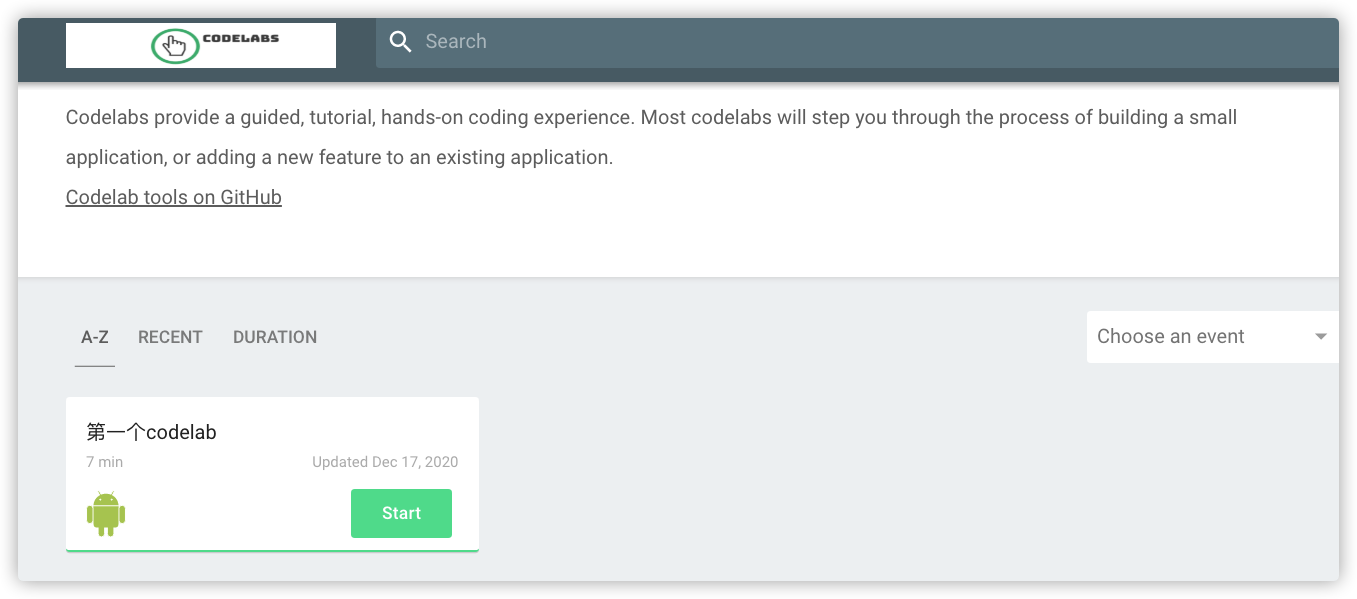 CODELABS
Search
Codelabs provide a guided, tutorial, hands-on coding experience. Most codelabs will step you through the process of building a small
application, or adding a new feature to an existing application.
Codelab tools on GitHub
A-Z RECENT DURATION
Choose an event
第一个codelab
7 min Updated Dec 17, 2020
Start